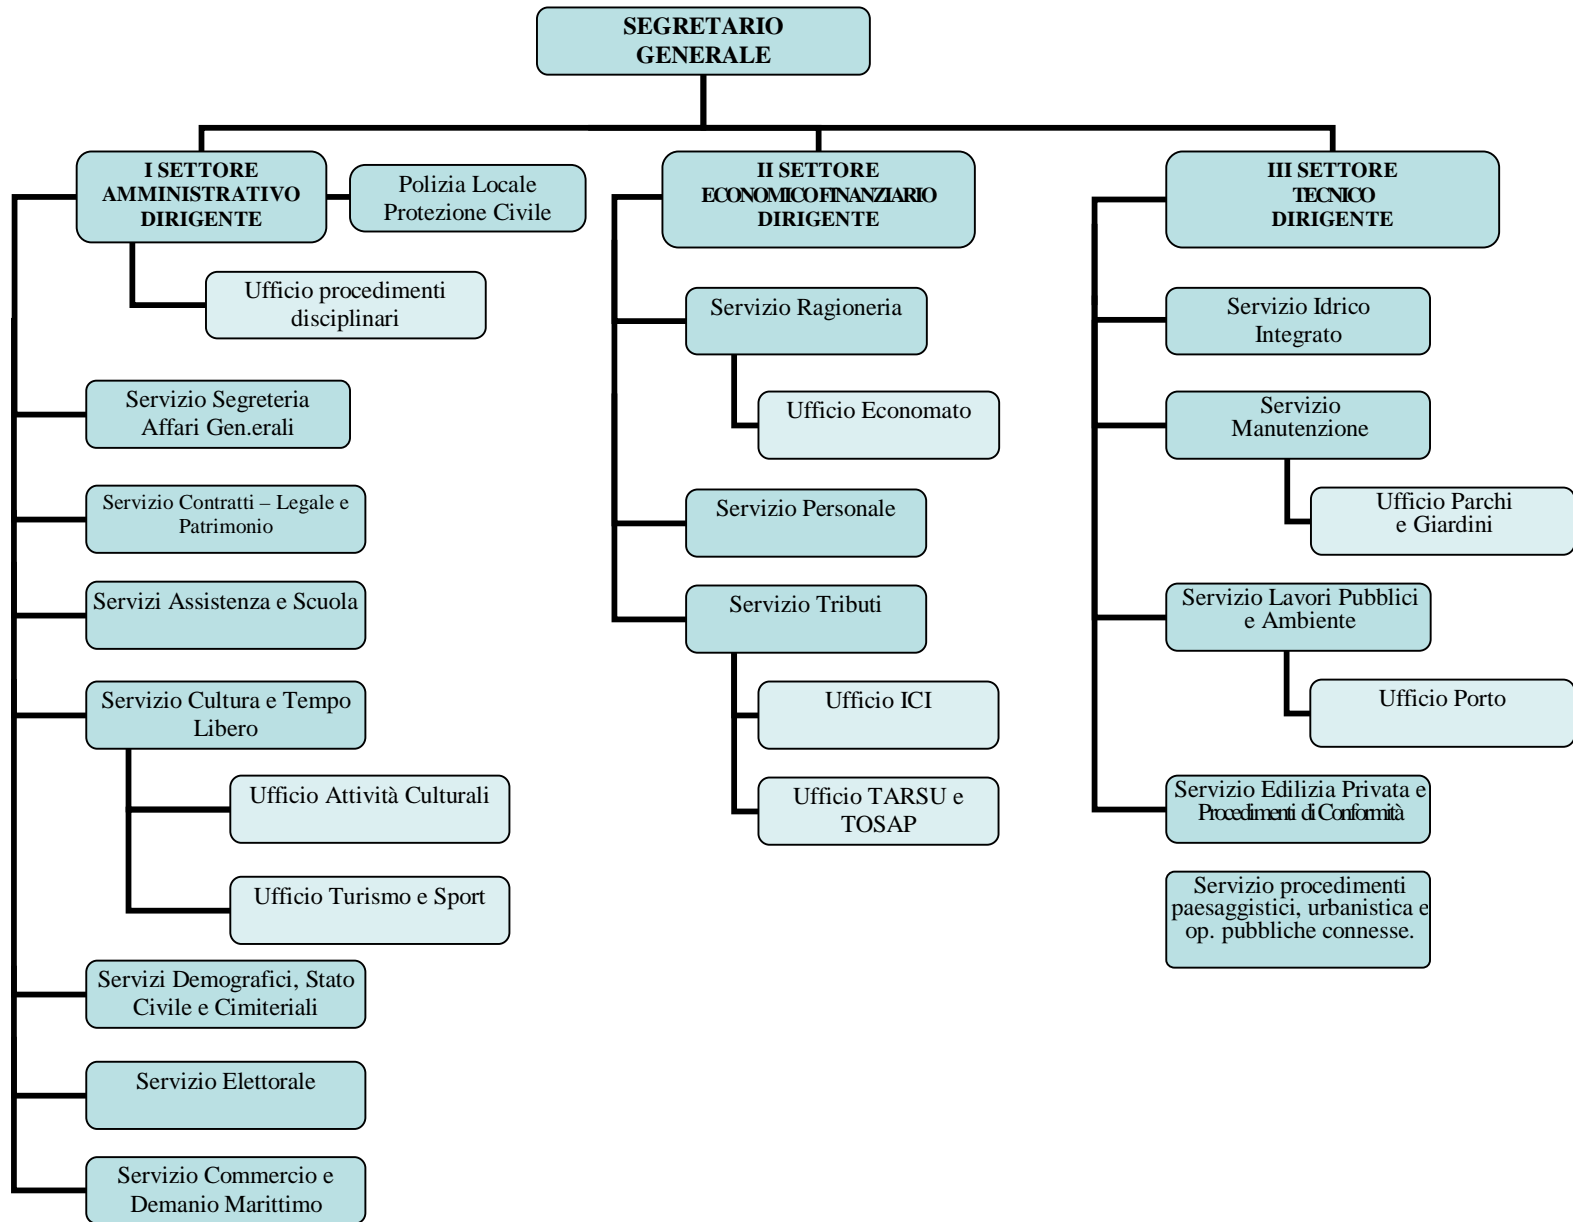 SEGRETARIO
GENERALE
I SETTORE
AMMINISTRATIVO
DIRIGENTE
Polizia Locale
Protezione Civile
Ufficio procedimenti
disciplinari
Servizio Segreteria
Affari Gen.erali
Servizio Contratti – Legale e
Patrimonio
Servizi Assistenza e Scuola
Servizio Cultura e Tempo
Libero
Ufficio Attività Culturali
Ufficio Turismo e Sport
Servizi Demografici, Stato
Civile e Cimiteriali
Servizio Elettorale
Servizio Commercio e
Demanio Marittimo
II SETTORE
ECONOMICO FINANZIARIO
DIRIGENTE
Servizio Ragioneria
Ufficio Economato
Servizio Personale
Servizio Tributi
Ufficio ICI
Ufficio TARSU e
TOSAP
III SETTORE
TECNICO
DIRIGENTE
Servizio Idrico
Integrato
Servizio
Manutenzione
Ufficio Parchi
e Giardini
Servizio Lavori Pubblici
e Ambiente
Ufficio Porto
Servizio Edilizia Privata e
Procedimenti di Conformità
Servizio procedimenti
paesaggistici, urbanistica e
op. pubbliche connesse.